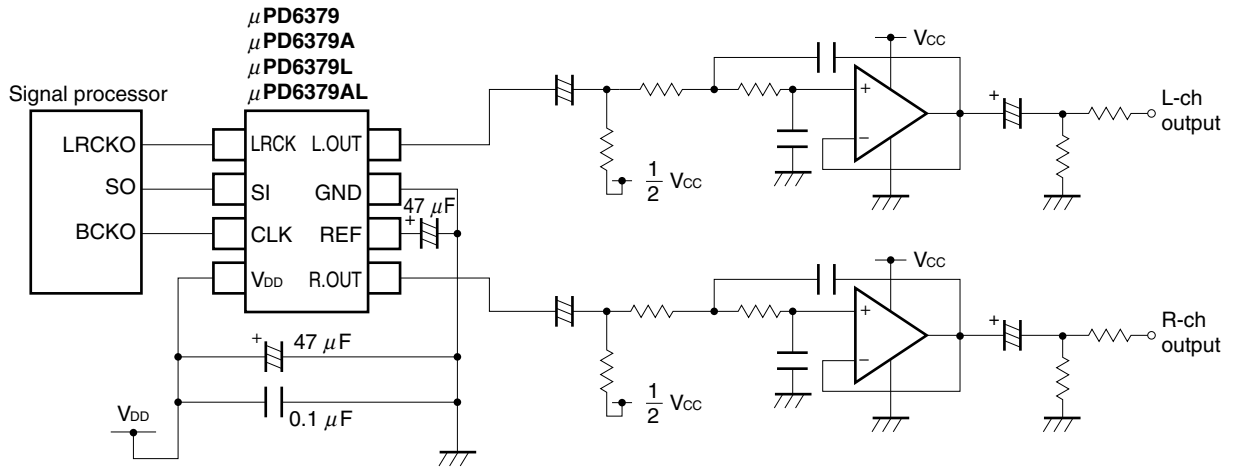 μPD6379
μPD6379A
μPD6379L
μPD6379AL
Signal processor
LRCKO
SO
BCKO
LRCK L.OUT
SI GND
CLK REF
VDD R.OUT
+ 47 μF
+ 47 μF
0.1 μF
VDD
1/2 VCC
VCC
+
−
+
L-ch
output
1/2 VCC
VCC
+
−
+
R-ch
output